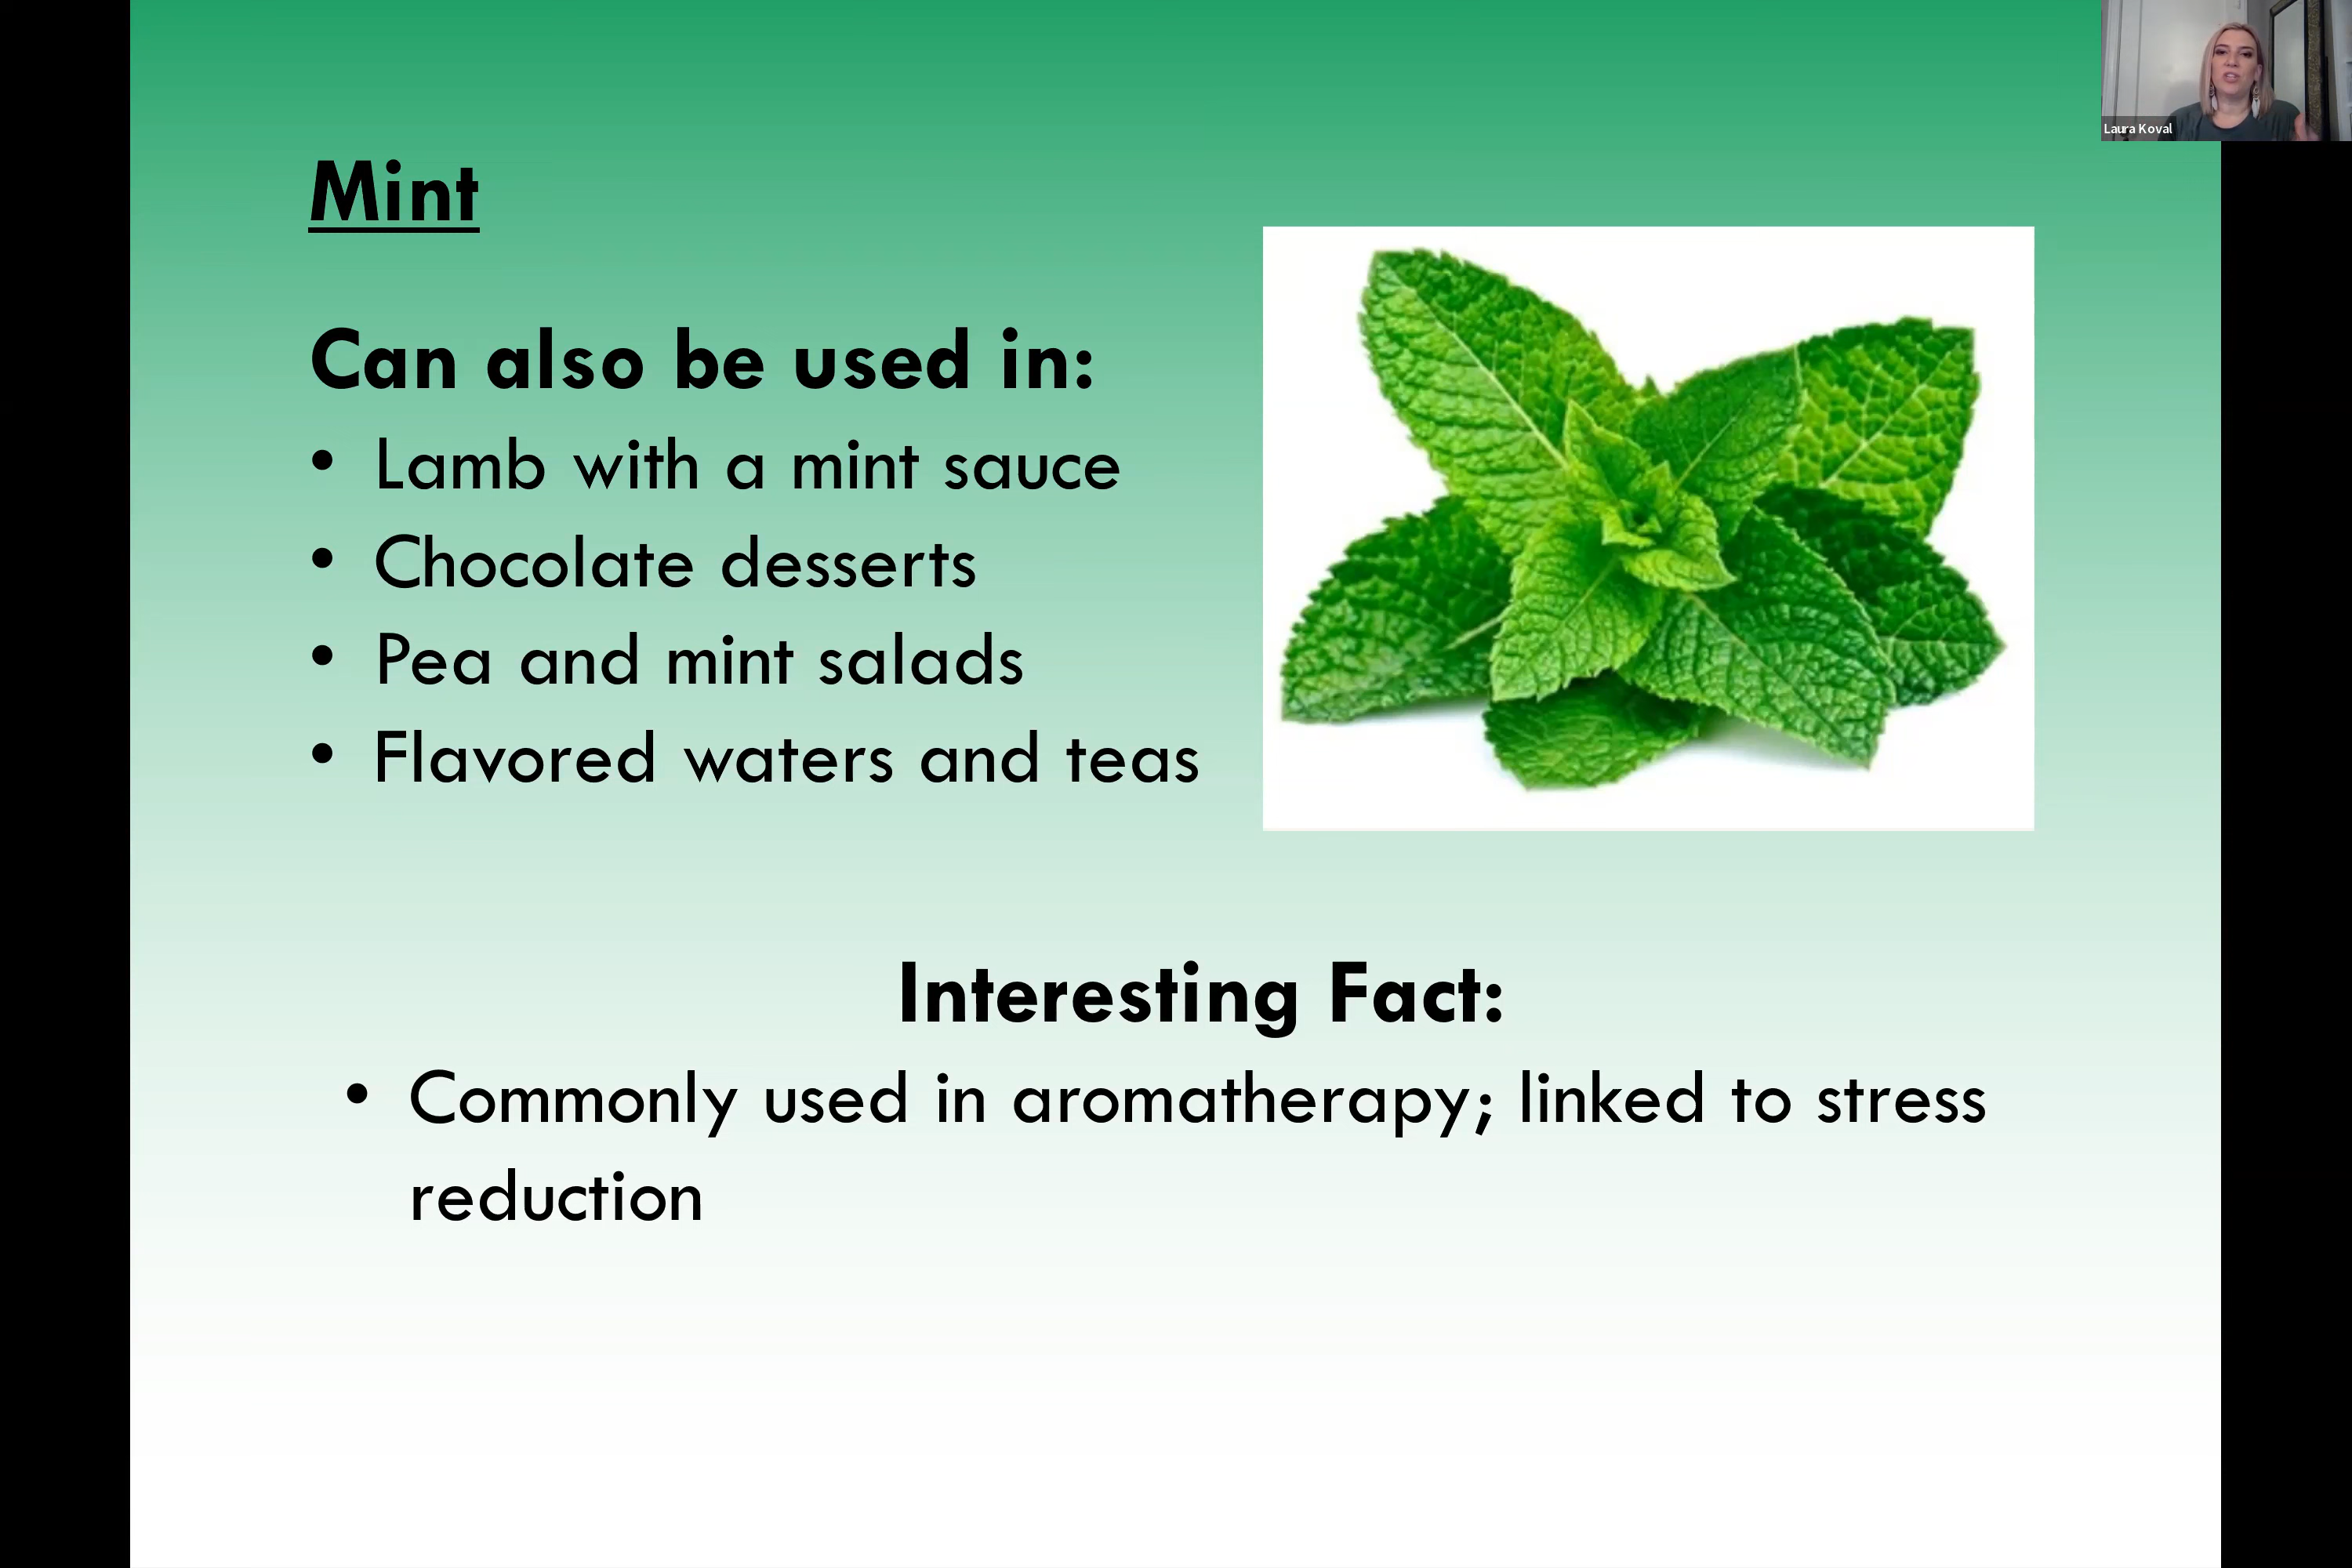 Laura Koval
Mint
Can also be used in:
• Lamb with a mint sauce
• Chocolate desserts
• Pea and mint salads
• Flavored waters and teas
Interesting Fact:
• Commonly used in aromatherapy; linked to stress
reduction